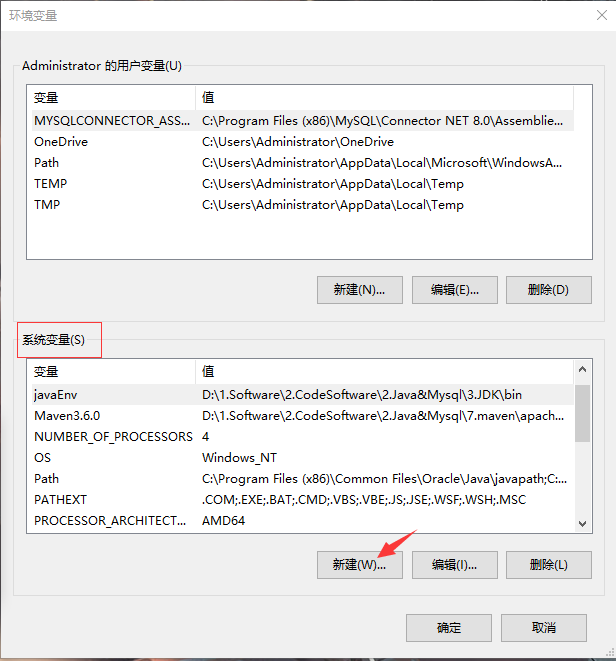 环境变量
Administrator 的用户变量(U)
变量 值
MYSQLCONNECTOR_ASS... C:\Program Files (x86)\MySQL\Connector NET 8.0\Assemblie...
OneDrive C:\Users\Administrator\OneDrive
Path C:\Users\Administrator\AppData\Local\Microsoft\WindowsA...
TEMP C:\Users\Administrator\AppData\Local\Temp
TMP C:\Users\Administrator\AppData\Local\Temp
新建(N)... 编辑(E)... 删除(D)
系统变量(S)
变量 值
javaEnv D:\1.Software\2.CodeSoftware\2.Java&Mysql\3.JDK\bin
Maven3.6.0 D:\1.Software\2.CodeSoftware\2.Java&Mysql\7.maven\apach...
NUMBER_OF_PROCESSORS 4
OS Windows_NT
Path C:\Program Files (x86)\Common Files\Oracle\Java\javapath;C:...
PATHEXT .COM;.EXE;.BAT;.CMD;.VBS;.VBE;.JS;.JSE;.WSF;.WSH;.MSC
PROCESSOR_ARCHITECT... AMD64
新建(W)... 编辑(I)... 删除(L)
确定 取消